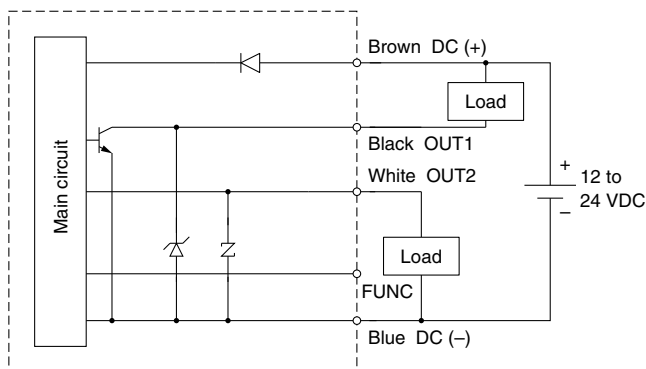 Brown DC (+)
Load
Black OUT1
White OUT2
Main circuit
+
12 to
24 VDC
–
Load
FUNC
Blue DC (–)